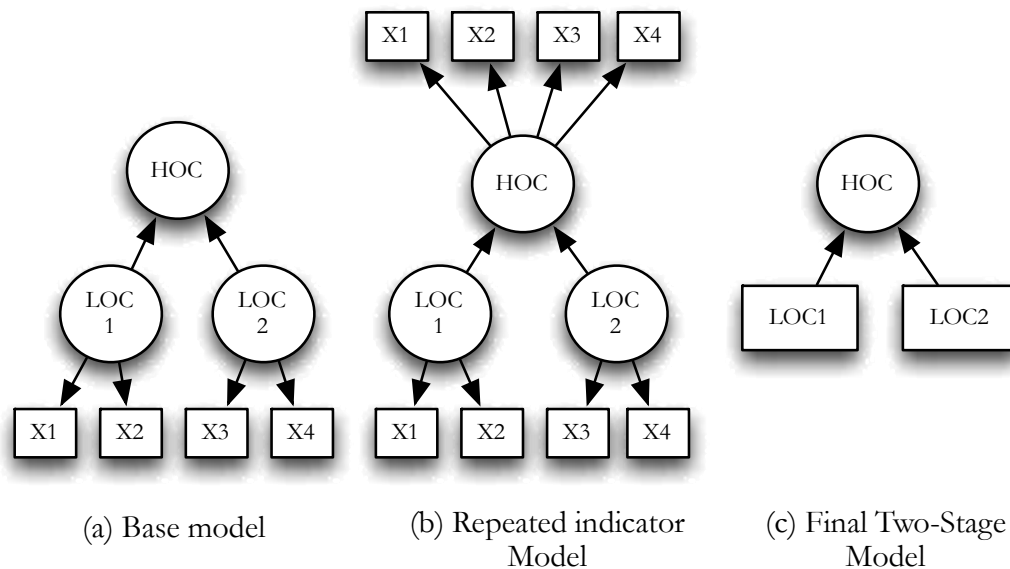 X1 X2 X3 X4
HOC
HOC
HOC
LOC
1
LOC
2
LOC
1
LOC
2
LOC1
LOC2
X1 X2 X3 X4
X1 X2 X3 X4
(a) Base model
(b) Repeated indicator
Model
(c) Final Two-Stage
Model